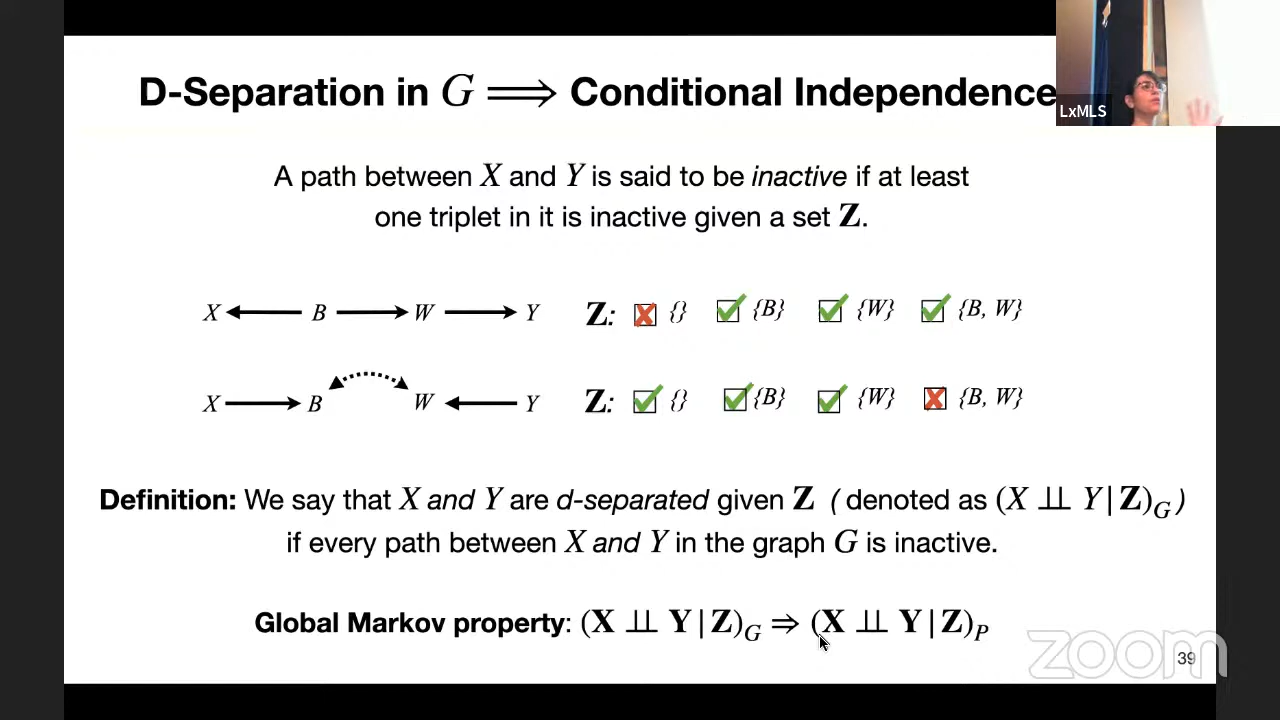 D-Separation in G ⟹ Conditional Independence
LxMLS
A path between X and Y is said to be inactive if at least
one triplet in it is inactive given a set Z.
X B W Y Z: {} {B} {W} {B, W}
X B W Y Z: {} {B} {W} {B, W}
Definition: We say that X and Y are d-separated given Z ( denoted as (X ⫫ Y | Z)_G )
if every path between X and Y in the graph G is inactive.
Global Markov property: (X ⫫ Y | Z)_G ⇒ (X ⫫ Y | Z)_P
zoom
39